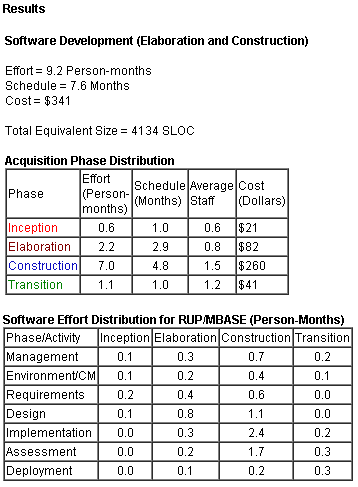 Results
Software Development (Elaboration and Construction)
Effort = 9.2 Person-months
Schedule = 7.6 Months
Cost = $341
Total Equivalent Size = 4134 SLOC
Acquisition Phase Distribution
Phase Effort (Person-months) Schedule (Months) Average Staff Cost (Dollars)
Inception 0.6 1.0 0.6 $21
Elaboration 2.2 2.9 0.8 $82
Construction 7.0 4.8 1.5 $260
Transition 1.1 1.0 1.2 $41
Software Effort Distribution for RUP/MBASE (Person-Months)
Phase/Activity Inception Elaboration Construction Transition
Management 0.1 0.3 0.7 0.2
Environment/CM 0.1 0.2 0.4 0.1
Requirements 0.2 0.4 0.6 0.0
Design 0.1 0.8 1.1 0.0
Implementation 0.0 0.3 2.4 0.2
Assessment 0.0 0.2 1.7 0.3
Deployment 0.0 0.1 0.2 0.3